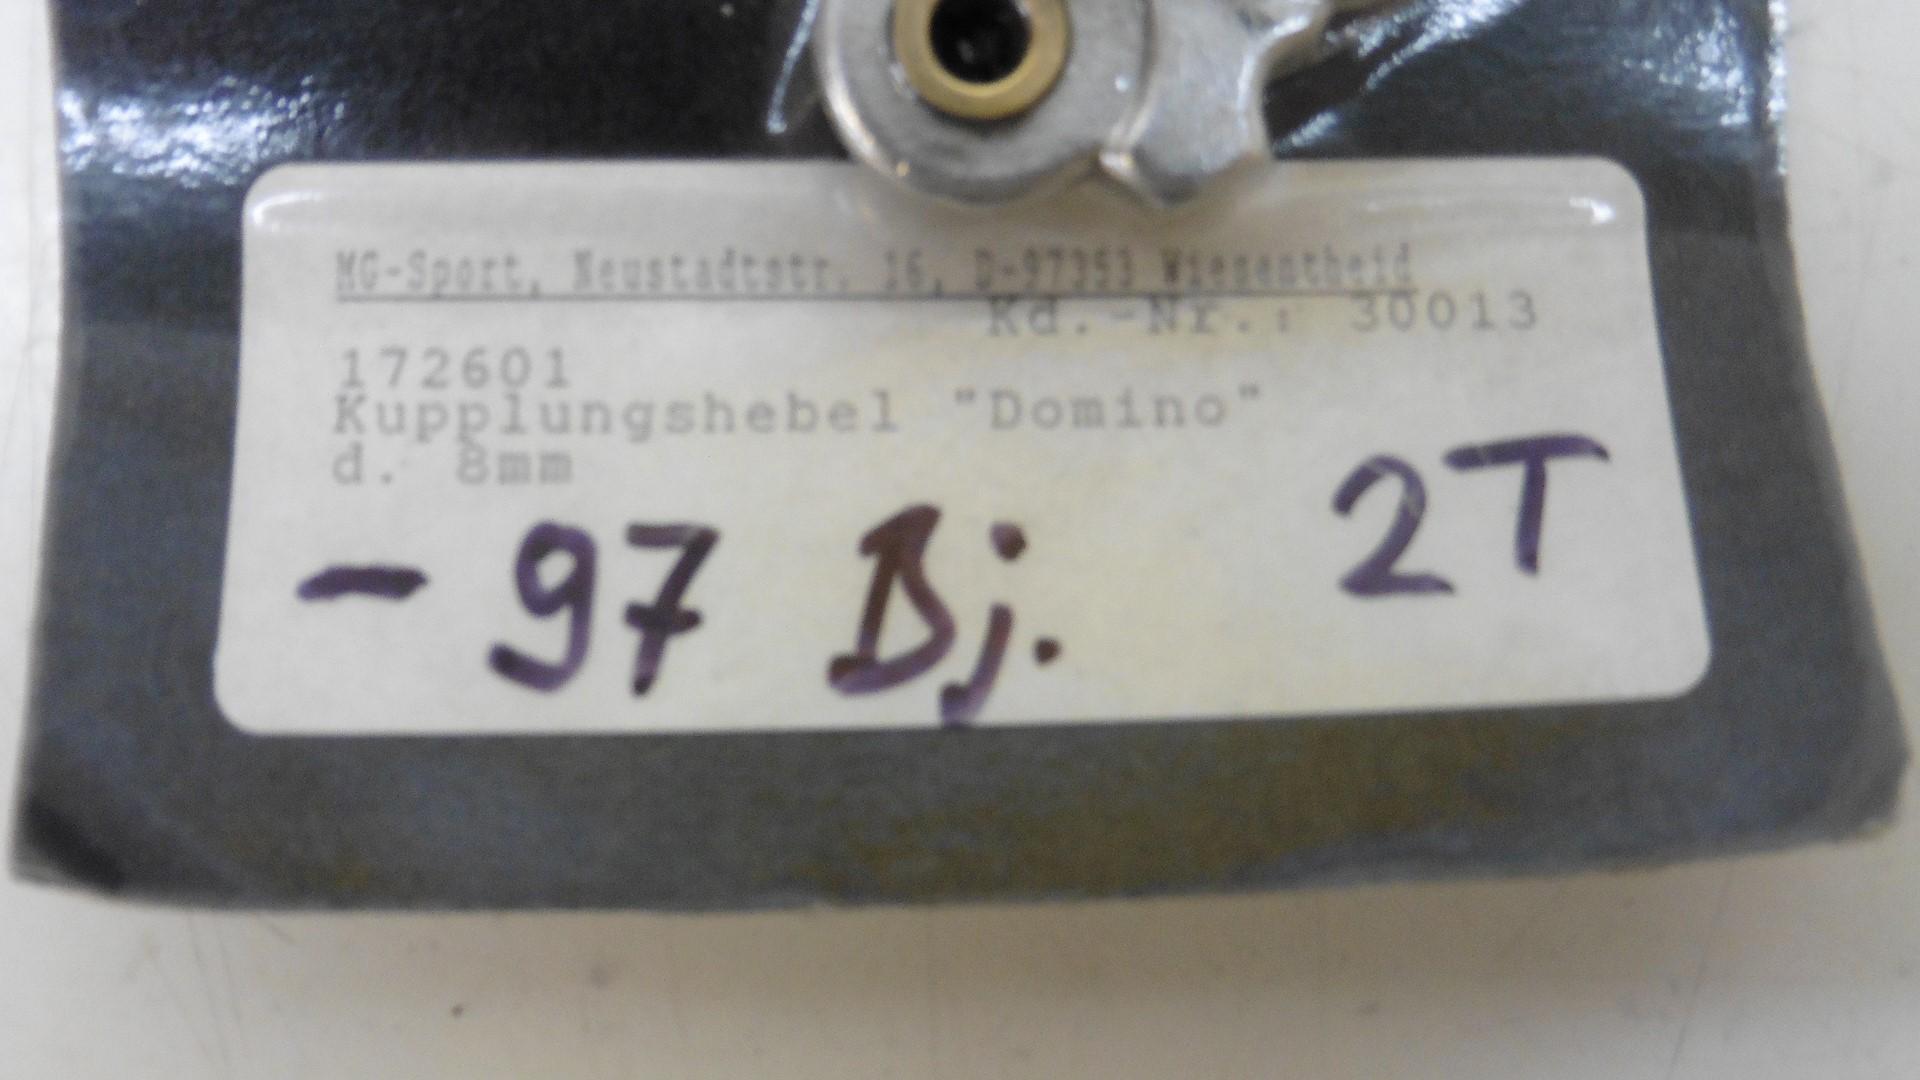 MG-Sport, Neustadtstr. 16, D-97353 Wiesentheid
Kd.-Nr.: 30013
172601
Kupplungshebel "Domino"
d. 8mm
2T
- 97 Bj.